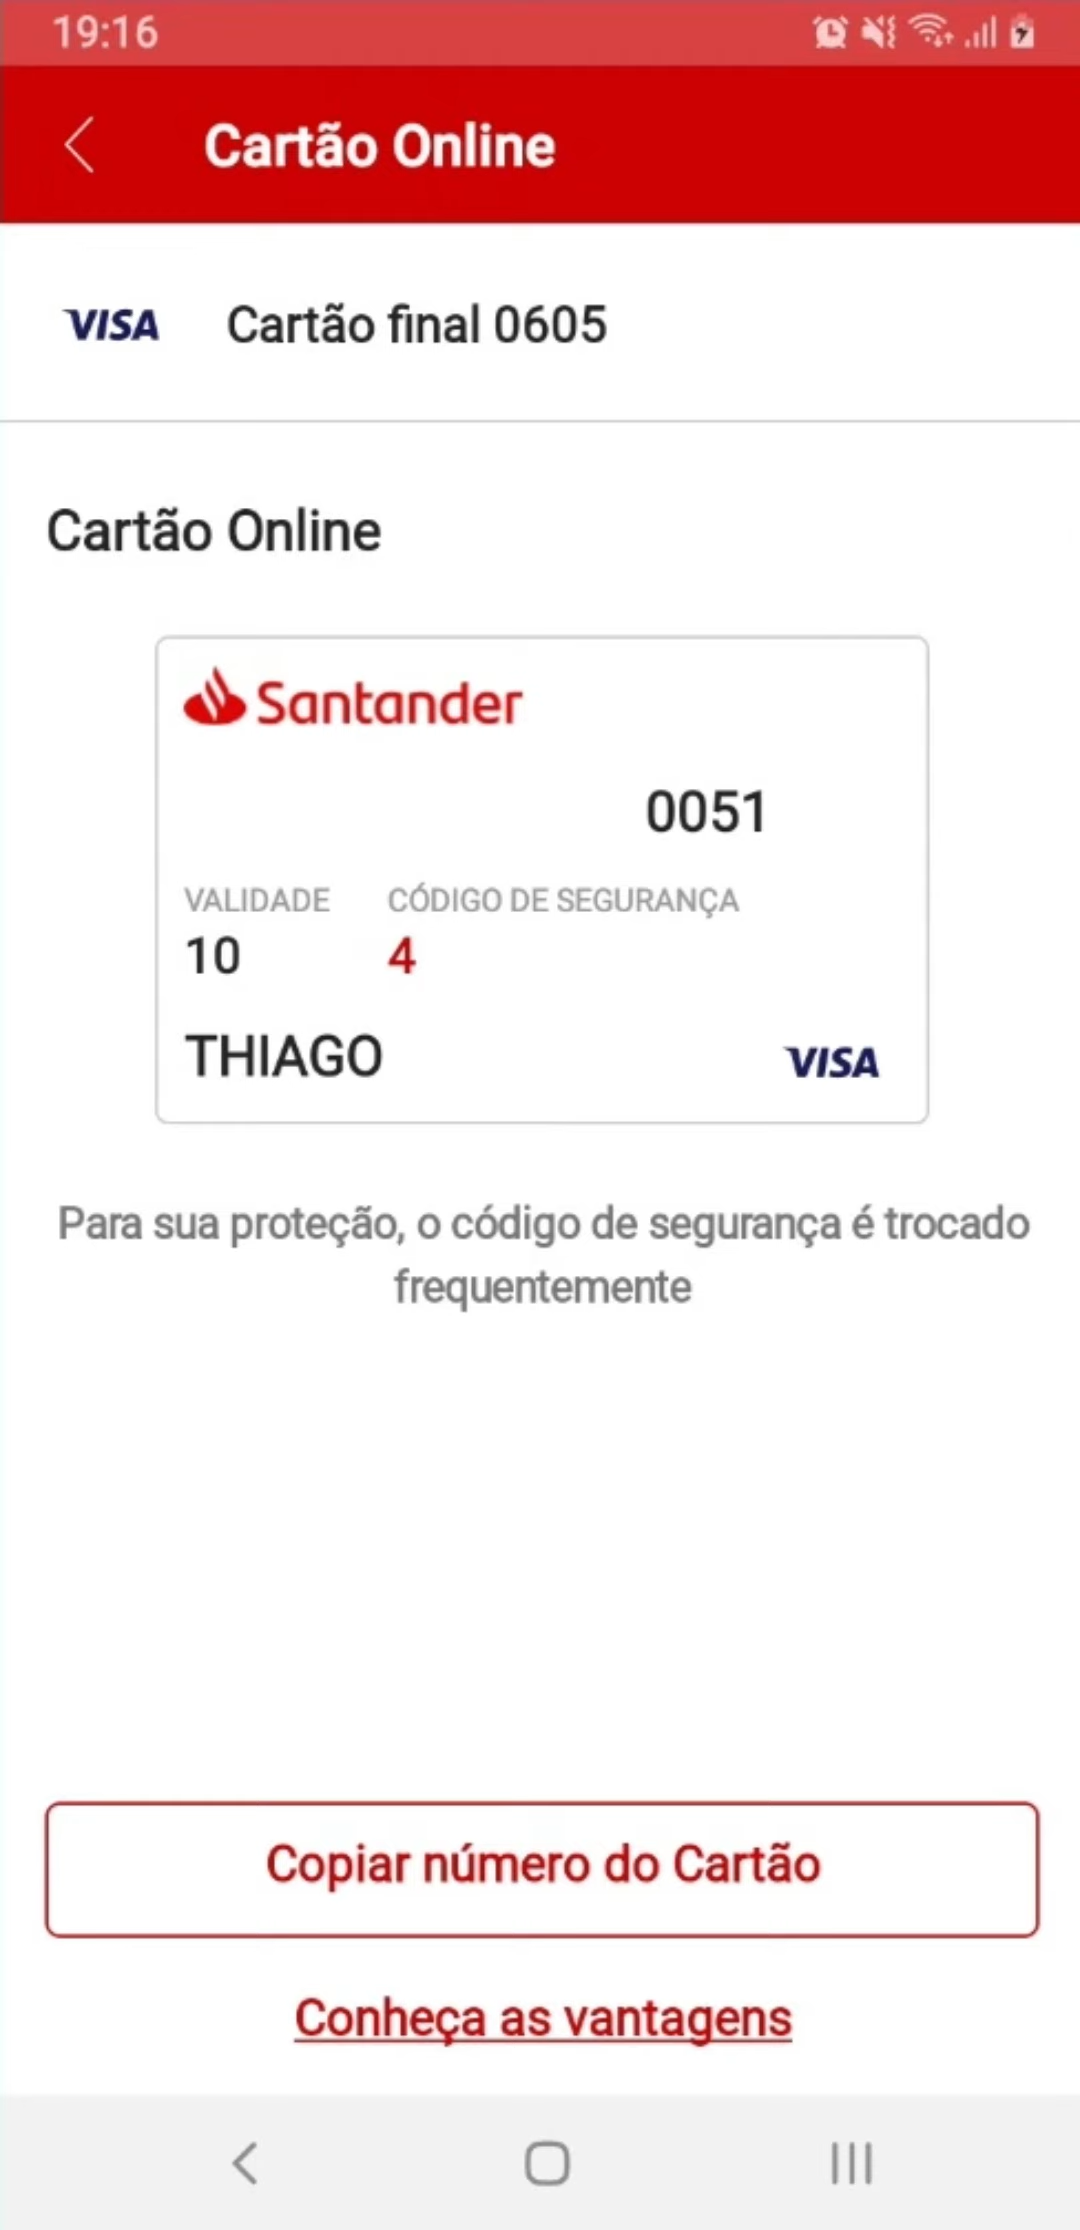 19:16
Cartão Online
VISA Cartão final 0605
Cartão Online
Santander
0051
VALIDADE CÓDIGO DE SEGURANÇA
10 4
THIAGO VISA
Para sua proteção, o código de segurança é trocado
frequentemente
Copiar número do Cartão
Conheça as vantagens